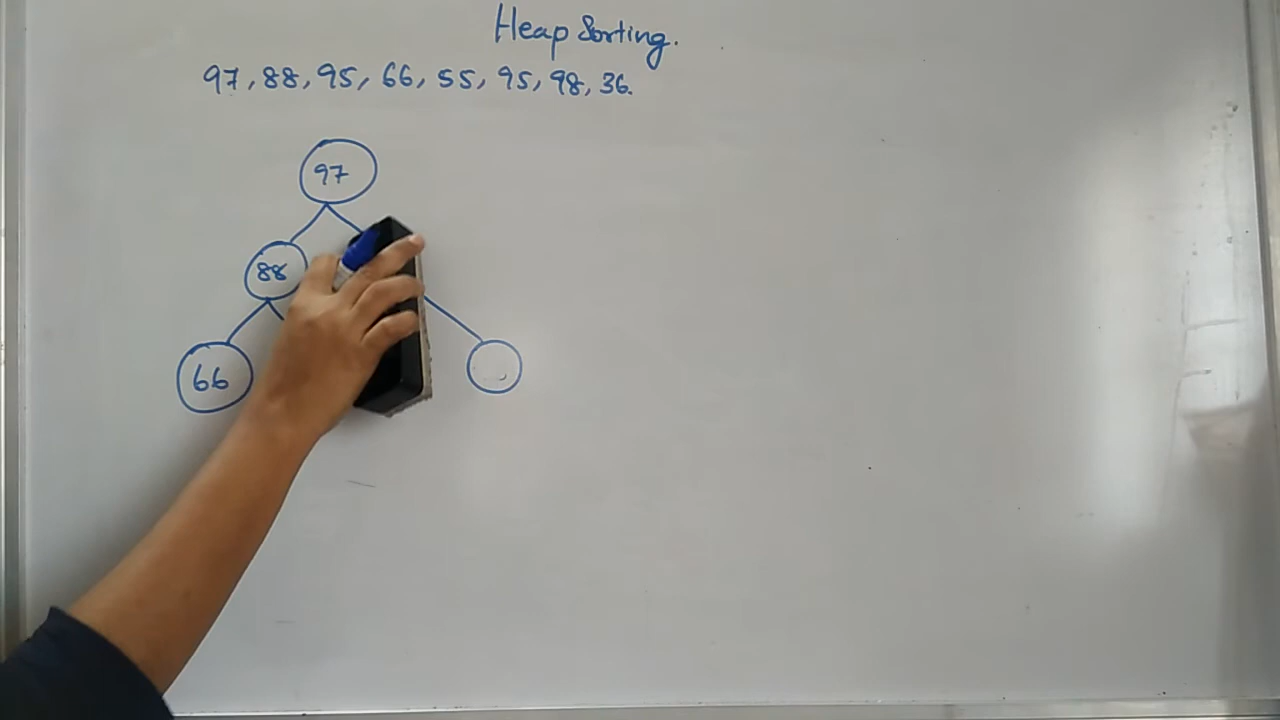 Heap Sorting.
97, 88, 95, 66, 55, 95, 98, 36.
97
88
66